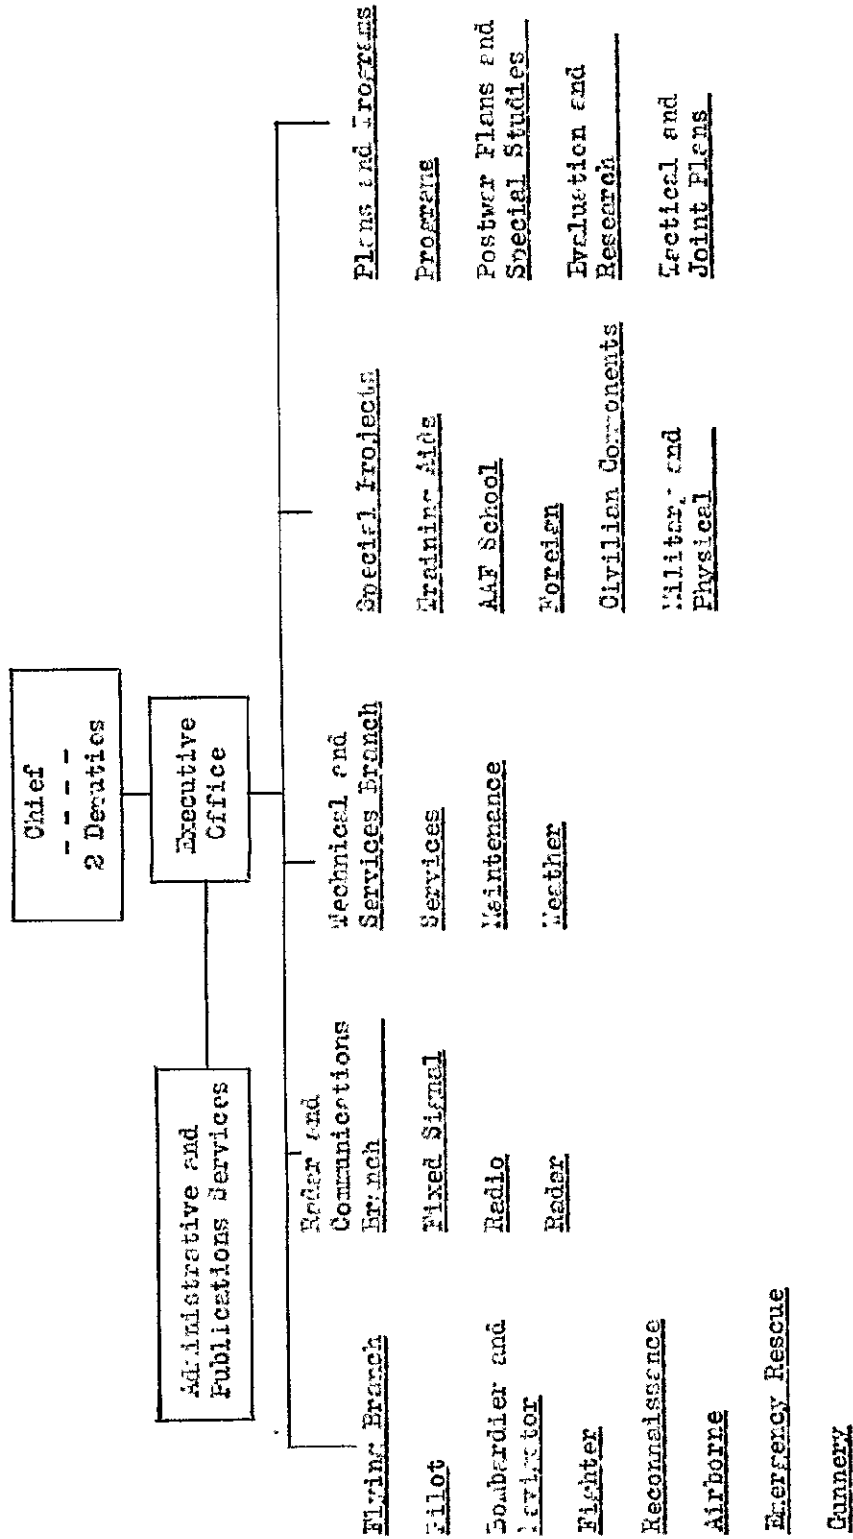 Chief
- - - -
2 Deputies
Executive
Office
Administrative and
Publications Services
Flying Branch
Pilot
Bombardier and
Navigator
Fighter
Reconnaissance
Airborne
Emergency Rescue
Gunnery
Radar and
Communications
Branch
Fixed Signal
Radio
Radar
Technical and
Services Branch
Services
Maintenance
Weather
Special Projects
Training Aids
AAF School
Foreign
Civilian Components
Military and
Physical
Plans and Programs
Programs
Postwar Plans and
Special Studies
Evaluation and
Research
Tactical and
Joint Plans